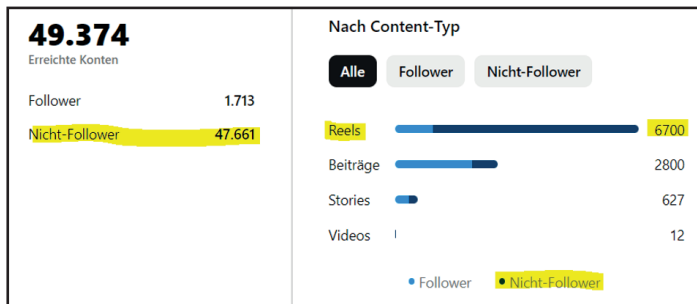 49.374
Erreichte Konten
Follower 1.713
Nicht-Follower 47.661
Nach Content-Typ
Alle Follower Nicht-Follower
Reels 6700
Beiträge 2800
Stories 627
Videos 12
Follower Nicht-Follower